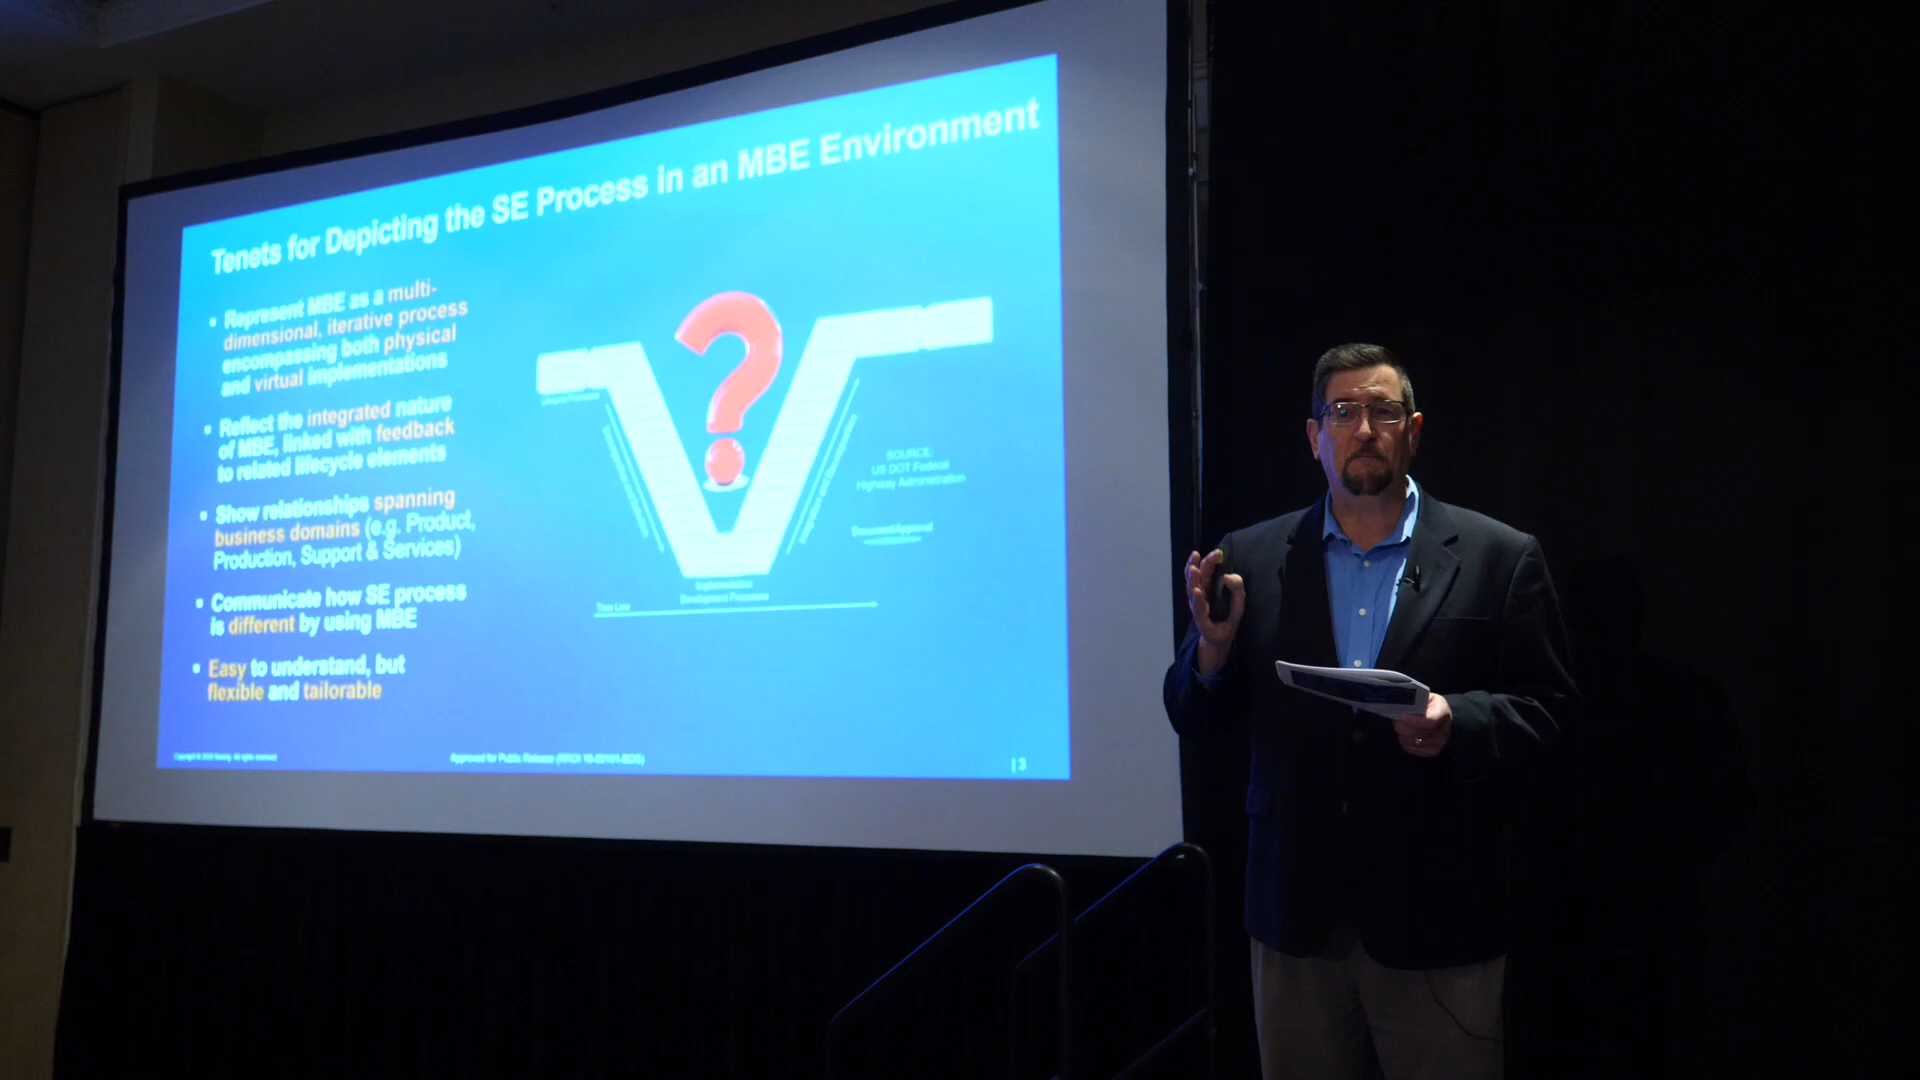 Tenets for Depicting the SE Process in an MBE Environment
▪ Represent MBE as a multi-
dimensional, iterative process
encompassing both physical
and virtual implementations
▪ Reflect the integrated nature
of MBE, linked with feedback
to related lifecycle elements
▪ Show relationships spanning
business domains (e.g. Product,
Production, Support & Services)
▪ Communicate how SE process
is different by using MBE
▪ Easy to understand, but
flexible and tailorable
?
SOURCE:
US DOT Federal
Highway Administration
Document/Approval
Implementation
Development Processes
Time Line
Approved for Public Release
| 3